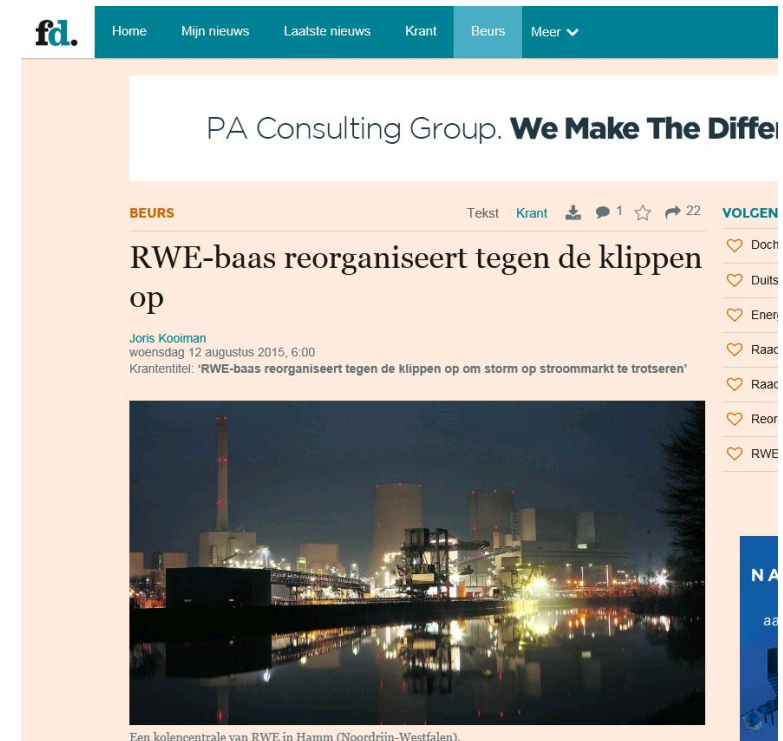 fd.
Home Mijn nieuws Laatste nieuws Krant Beurs Meer
PA Consulting Group. We Make The
BEURS
Tekst Krant 1 22
RWE-baas reorganiseert tegen de klippen
op
Joris Kooiman
woensdag 12 augustus 2015, 6:00
Krantentitel: ‘RWE-baas reorganiseert tegen de klippen op om storm op stroommarkt te trotseren’
Een kolencentrale van RWE in Hamm (Noordrijn-Westfalen).
VOLGEN
Doch
Duits
Ener
Raad
Raad
Reor
RWE
NA
aa